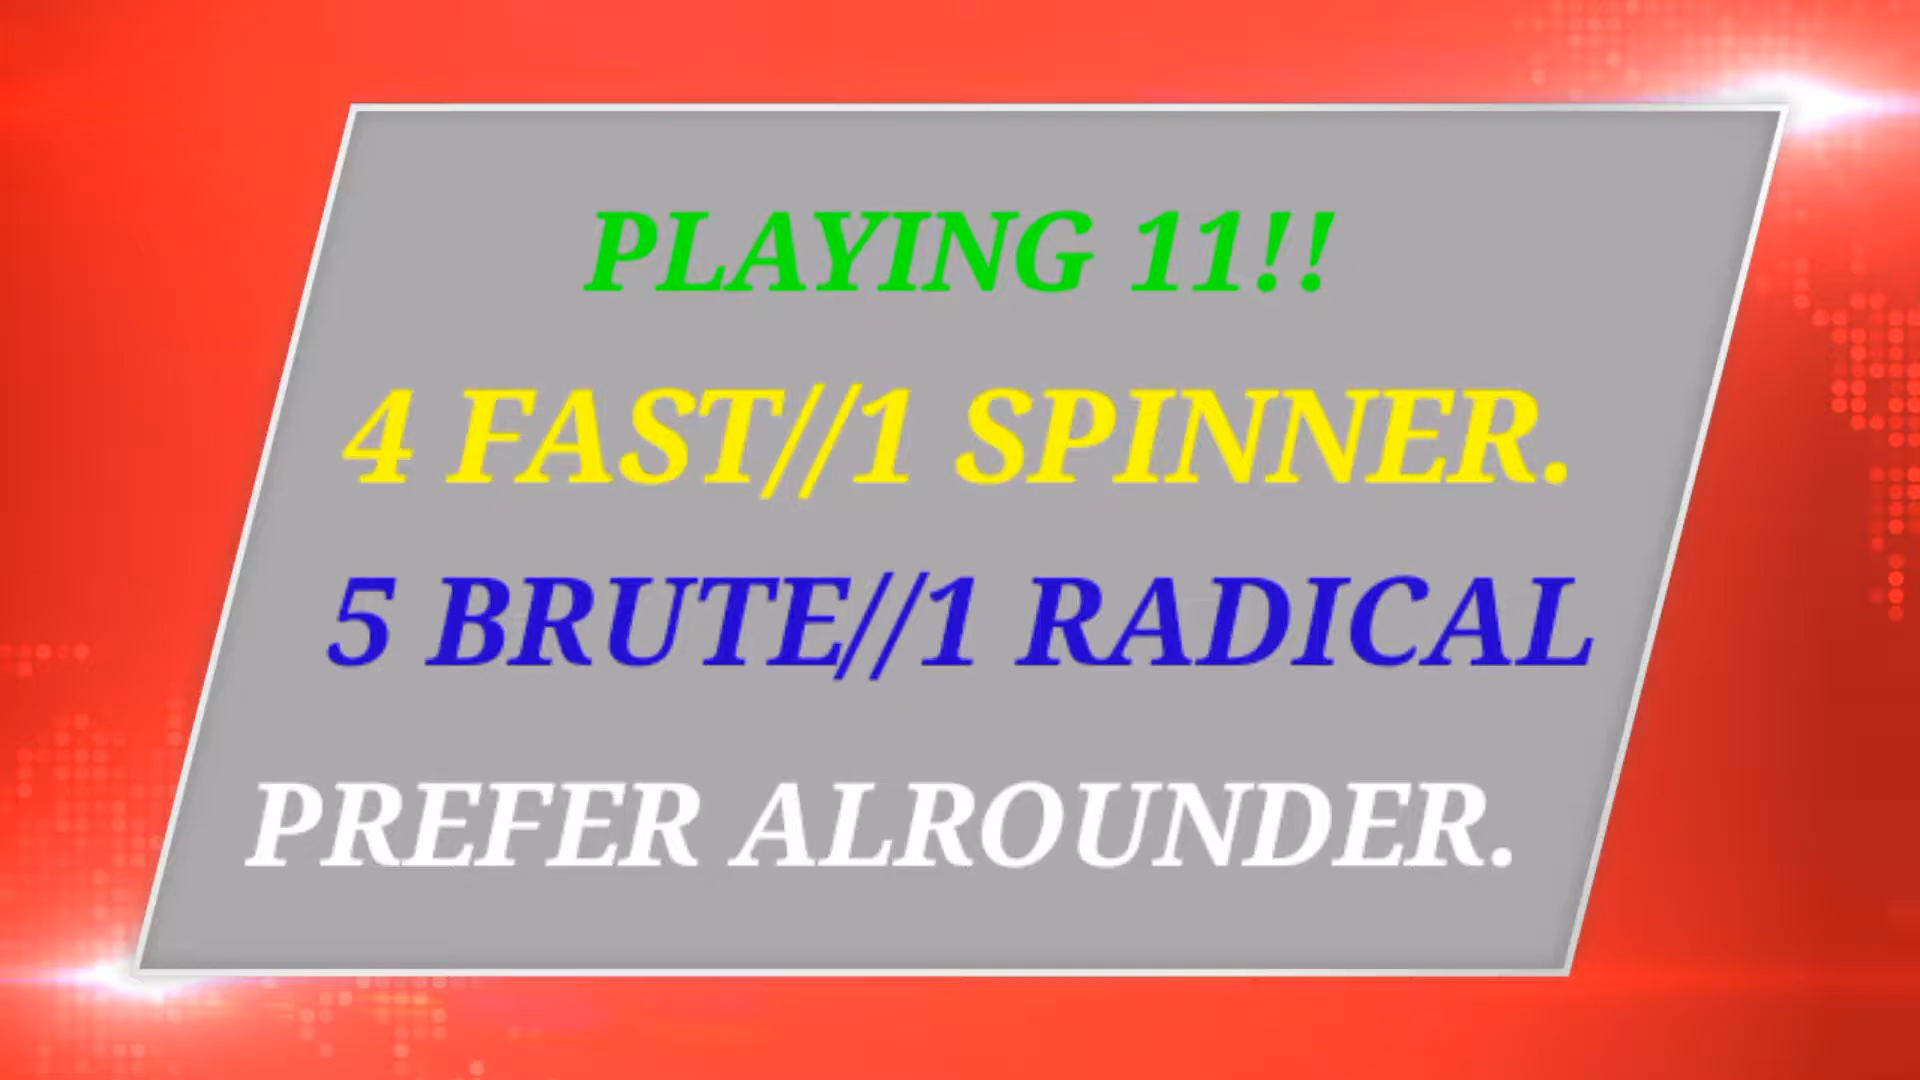 PLAYING 11!!
4 FAST//1 SPINNER.
5 BRUTE//1 RADICAL
PREFER ALROUNDER.